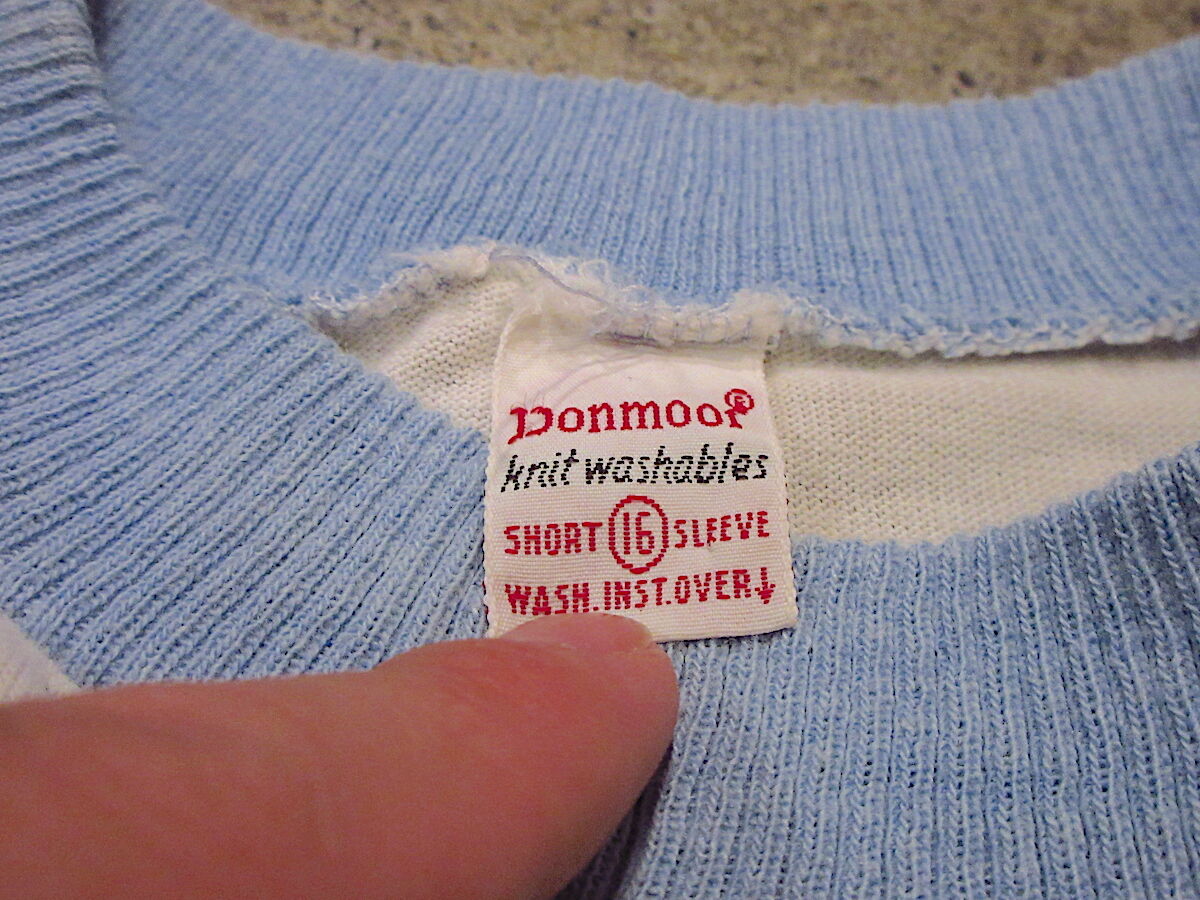 Donmoor®
knit washables
SHORT 16 SLEEVE
WASH.INST.OVER↓